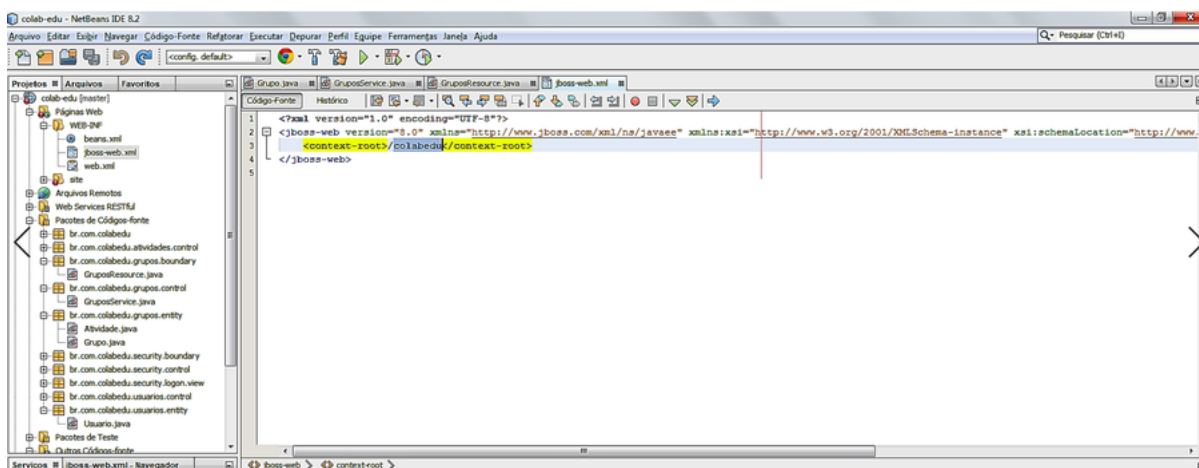 colab-edu - NetBeans IDE 8.2
Arquivo Editar Exibir Navegar Código-Fonte Refatorar Executar Depurar Perfil Equipe Ferramentas Janela Ajuda
Pesquisar (Ctrl+I)
<config. default>
Projetos Arquivos Favoritos
Grupo.java GruposService.java GruposResource.java jboss-web.xml
Código-Fonte Histórico
colab-edu [master]
Páginas Web
WEB-INF
beans.xml
jboss-web.xml
web.xml
site
Arquivos Remotos
Web Services RESTful
Pacotes de Códigos-fonte
br.com.colabedu
br.com.colabedu.atividades.control
br.com.colabedu.grupos.boundary
GruposResource.java
br.com.colabedu.grupos.control
GruposService.java
br.com.colabedu.grupos.entity
Atividade.java
Grupo.java
br.com.colabedu.security.boundary
br.com.colabedu.security.control
br.com.colabedu.security.logon.view
br.com.colabedu.usuarios.control
br.com.colabedu.usuarios.entity
Usuario.java
Pacotes de Teste
Outros Códigos-fonte
1 <?xml version="1.0" encoding="UTF-8"?>
2 <jboss-web version="8.0" xmlns="http://www.jboss.com/xml/ns/javaee" xmlns:xsi="http://www.w3.org/2001/XMLSchema-instance" xsi:schemaLocation="http://www.
3 <context-root>/colabedu</context-root>
4 </jboss-web>
5
Serviços jboss-web.xml - Navegador
jboss-web context-root